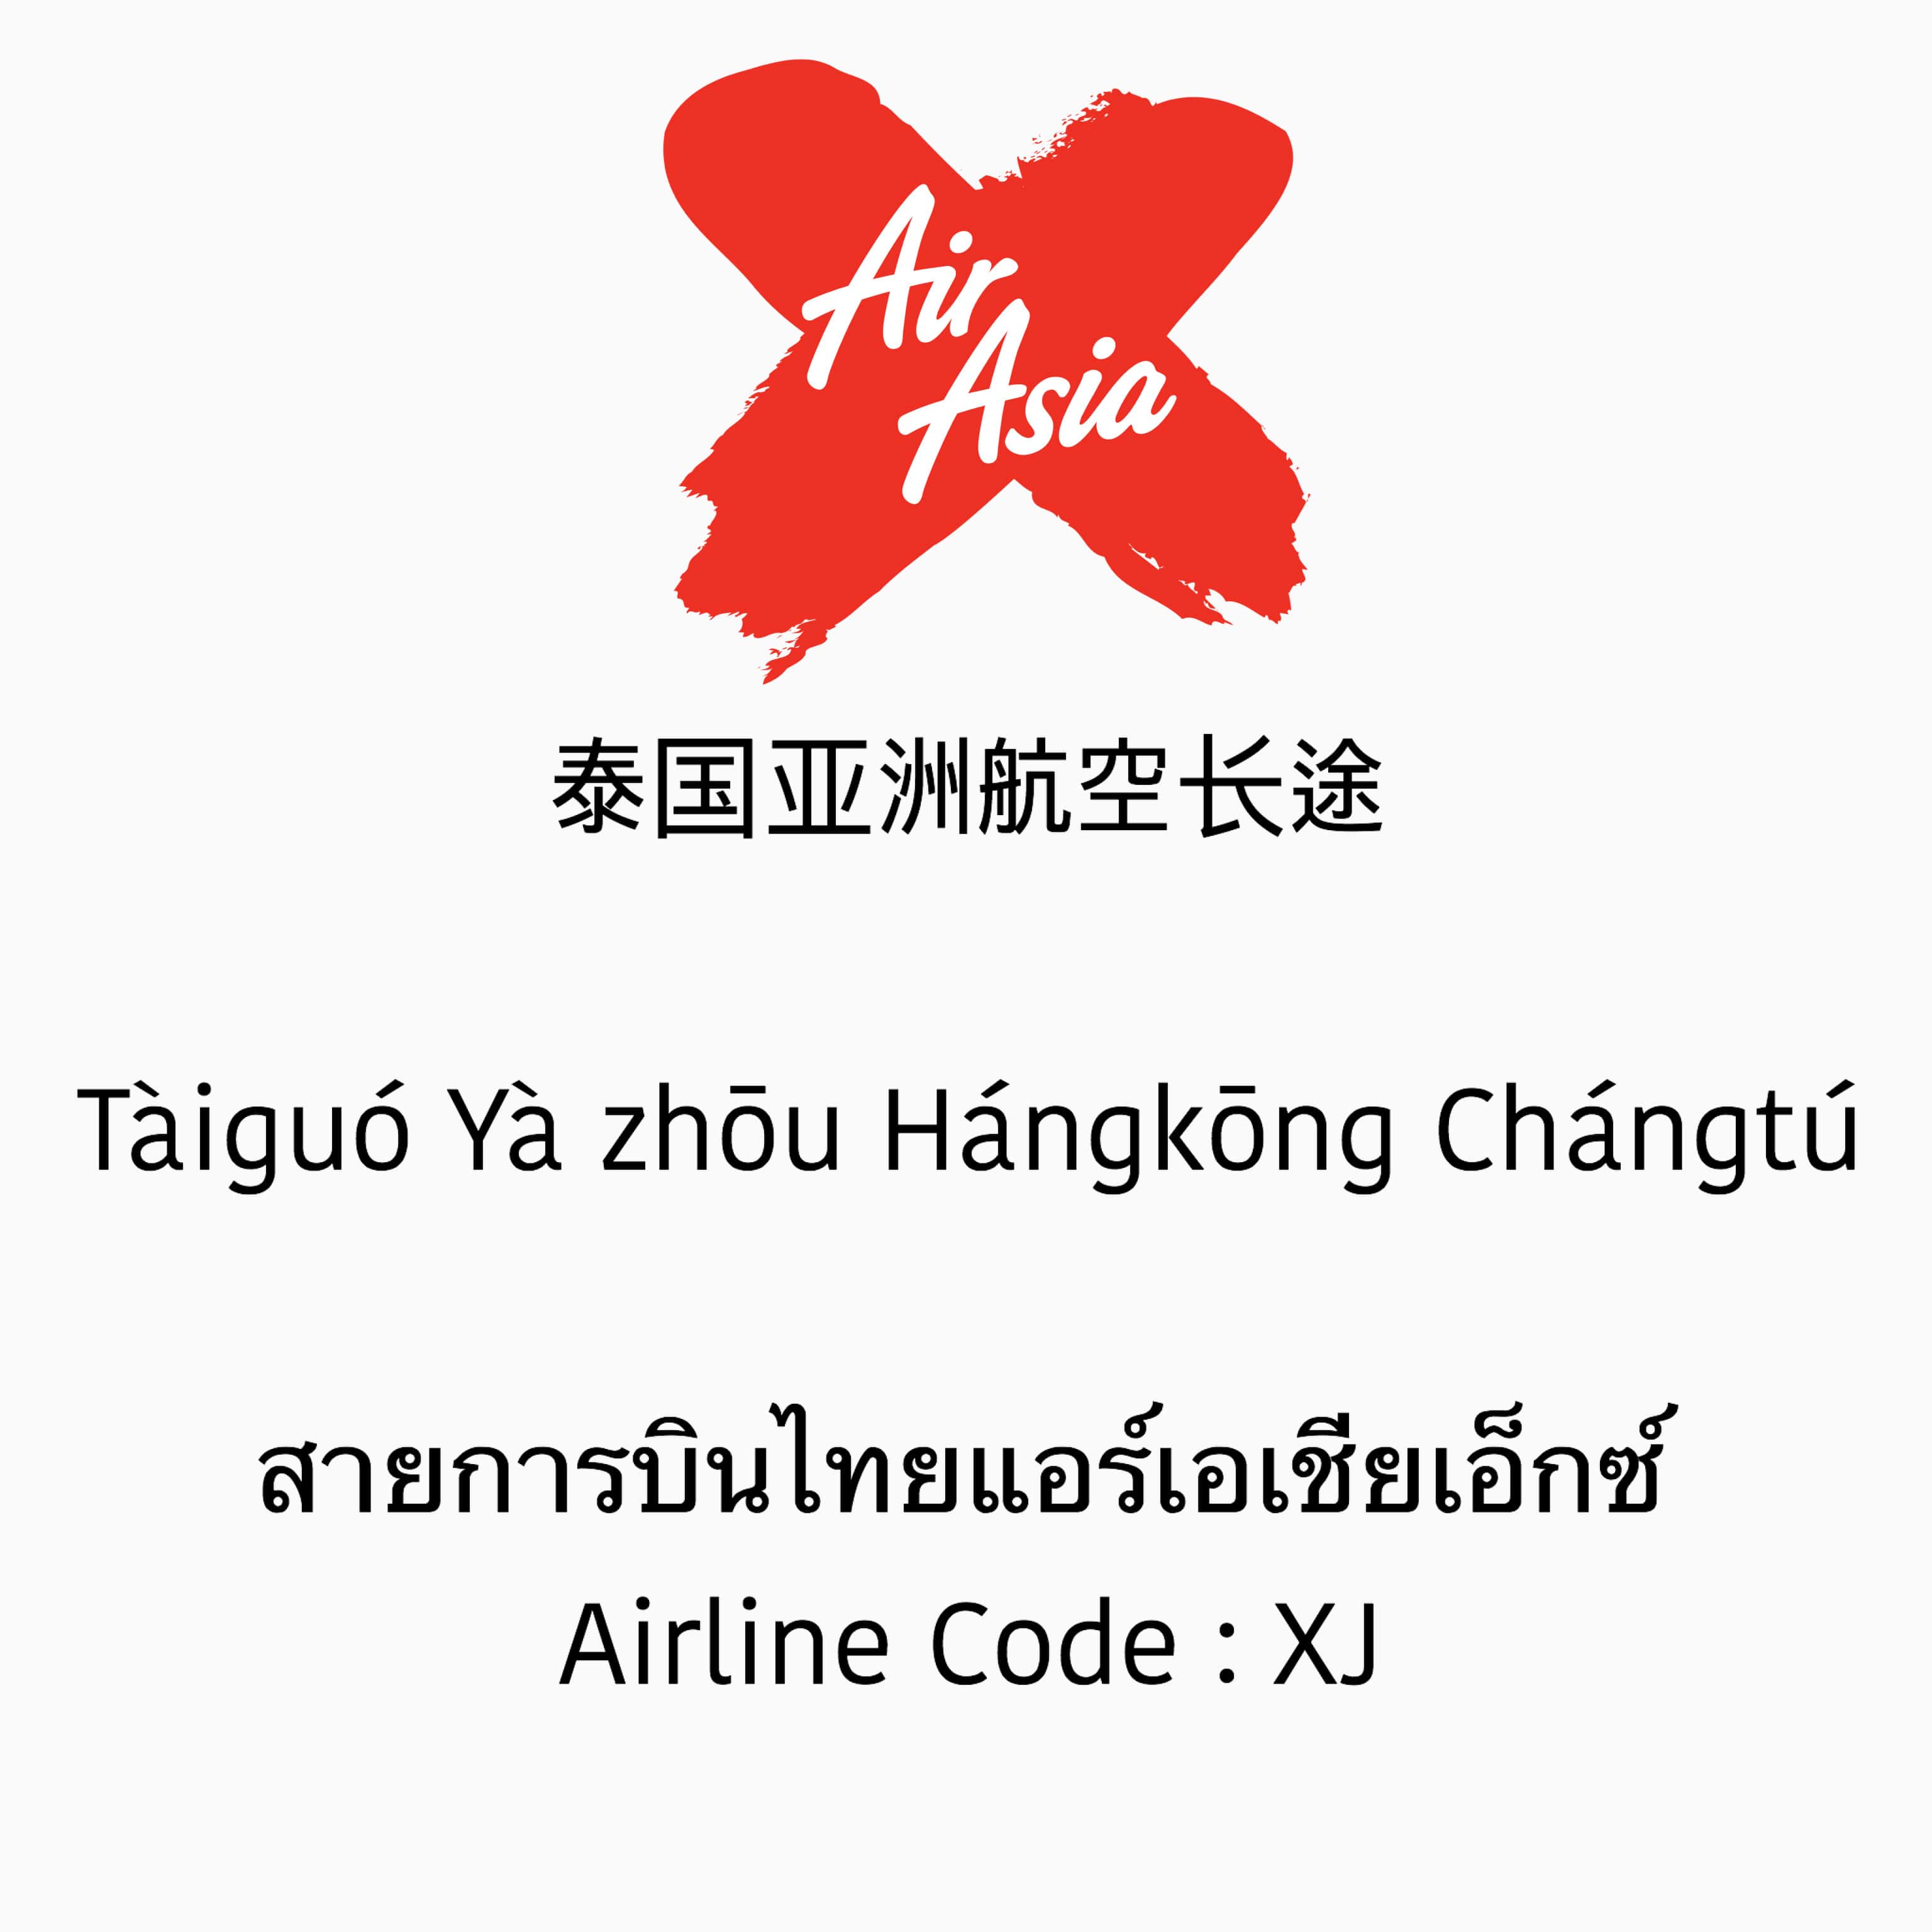 Air
Asia
泰国亚洲航空长途
Tàiguó Yà zhōu Hángkōng Chángtú
สายการบินไทยแอร์เอเชียเอ็กซ์
Airline Code : XJ